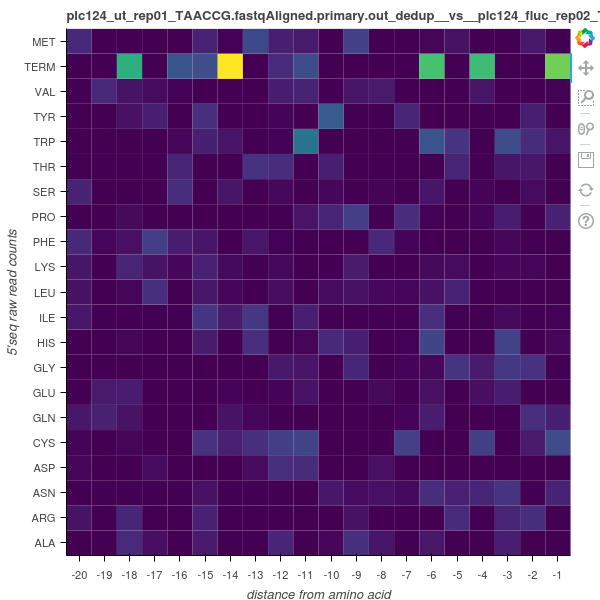 plc124_ut_rep01_TAACCG.fastqAligned.primary.out_dedup__vs__plc124_fluc_rep02_
MET
TERM
VAL
TYR
TRP
THR
SER
PRO
PHE
LYS
LEU
ILE
HIS
GLY
GLU
GLN
CYS
ASP
ASN
ARG
ALA
5'seq raw read counts
-20 -19 -18 -17 -16 -15 -14 -13 -12 -11 -10 -9 -8 -7 -6 -5 -4 -3 -2 -1
distance from amino acid